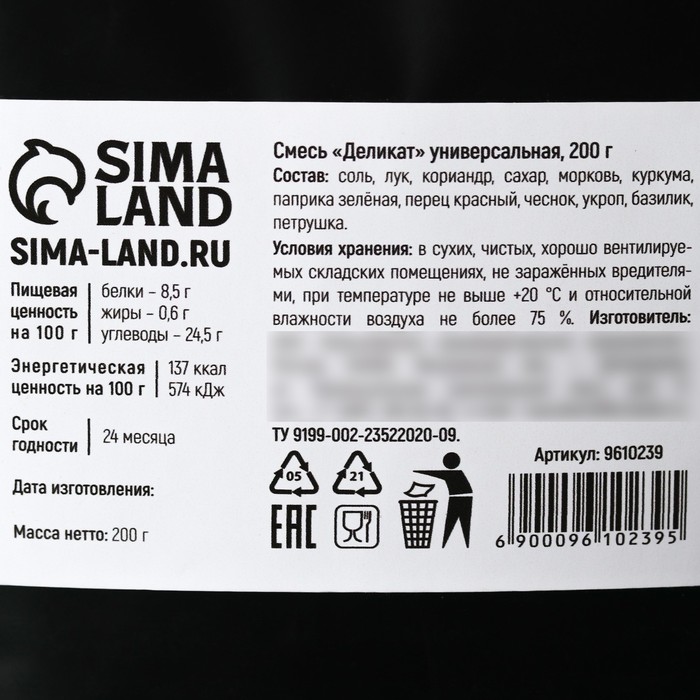 SIMA
LAND
SIMA-LAND.RU
Пищевая
ценность
на 100 г
белки – 8,5 г
жиры – 0,6 г
углеводы – 24,5 г
Энергетическая
ценность на 100 г
137 ккал
574 кДж
Срок
годности
24 месяца
Дата изготовления:
Масса нетто: 200 г
Смесь «Деликат» универсальная, 200 г
Состав: соль, лук, кориандр, сахар, морковь, куркума,
паприка зелёная, перец красный, чеснок, укроп, базилик,
петрушка.
Условия хранения: в сухих, чистых, хорошо вентилируе-
мых складских помещениях, не заражённых вредителя-
ми, при температуре не выше +20 °С и относительной
влажности воздуха не более 75 %. Изготовитель:
ТУ 9199-002-23522020-09.
05
21
EAC
Артикул: 9610239
6 900096 102395